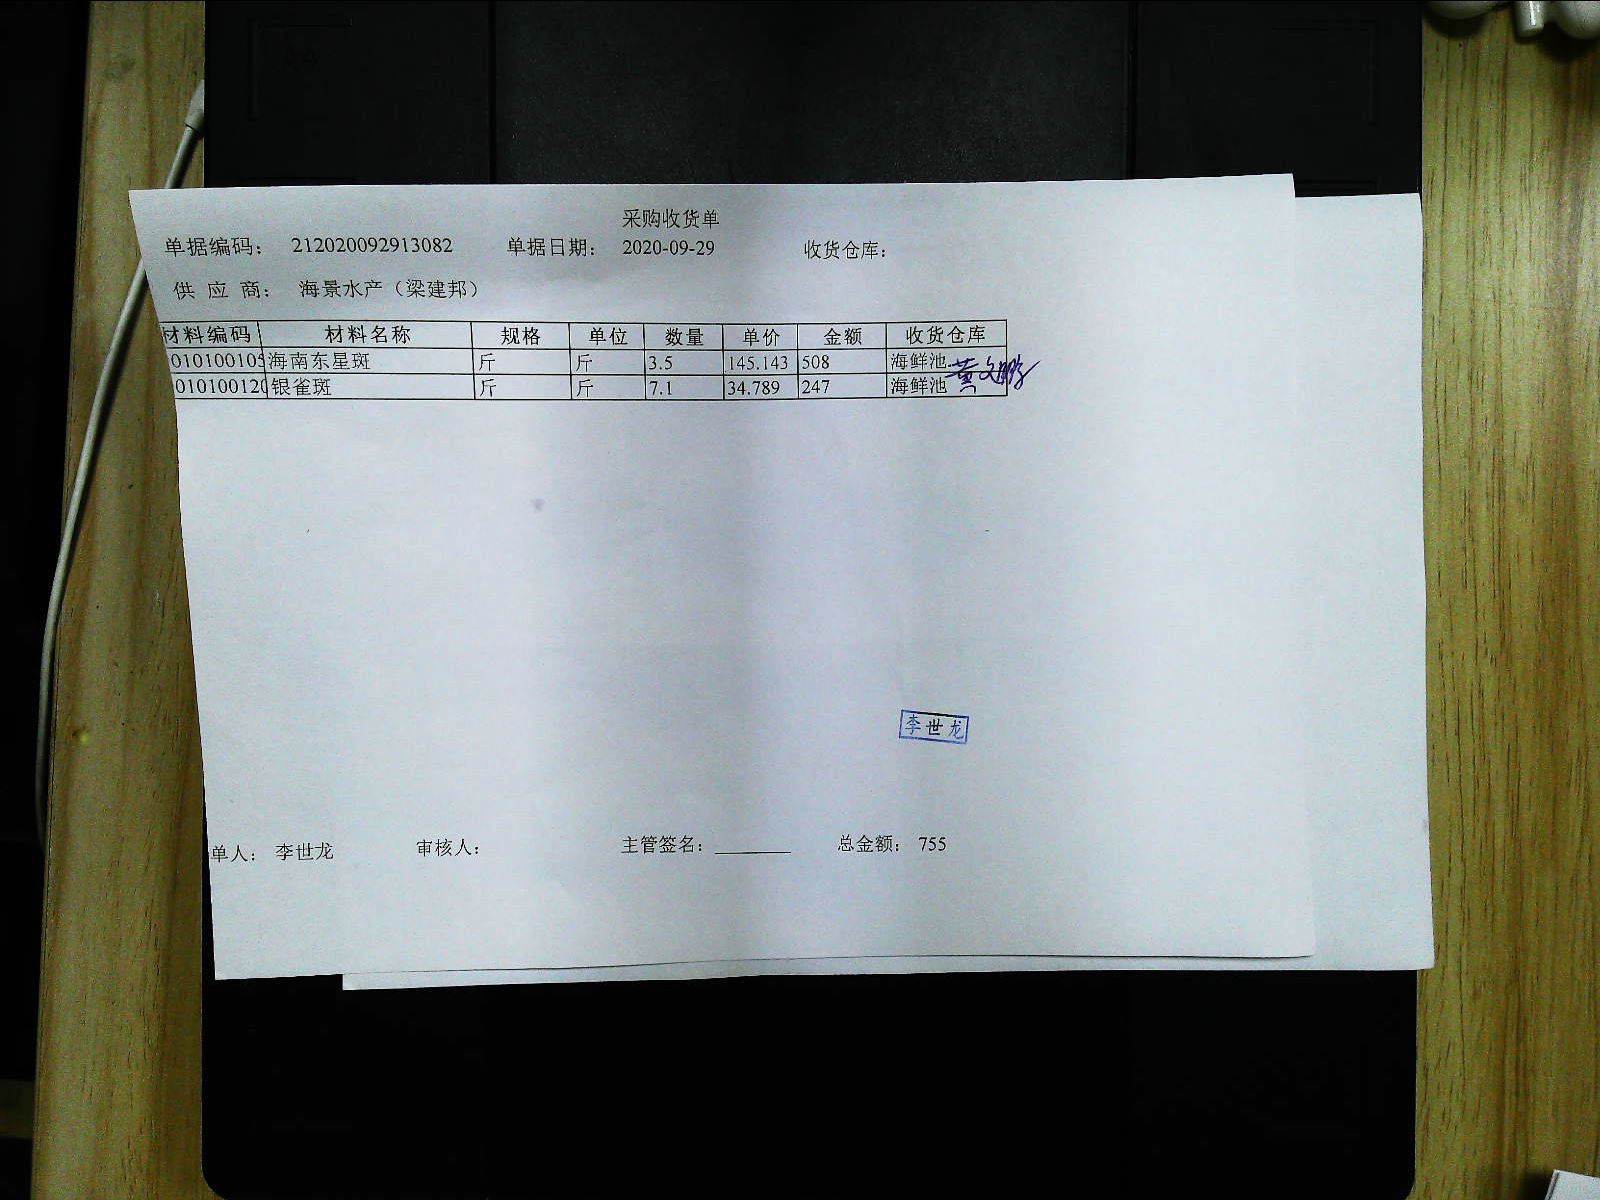 采购收货单
单据编码： 212020092913082 单据日期： 2020-09-29 收货仓库：
供 应 商： 海景水产（梁建邦）
材料编码 材料名称 规格 单位 数量 单价 金额 收货仓库
010100105 海南东星斑 斤 斤 3.5 145.143 508 海鲜池
010100120 银雀斑 斤 斤 7.1 34.789 247 海鲜池
黄文鹏
李世龙
单人： 李世龙 审核人： 主管签名： 总金额： 755